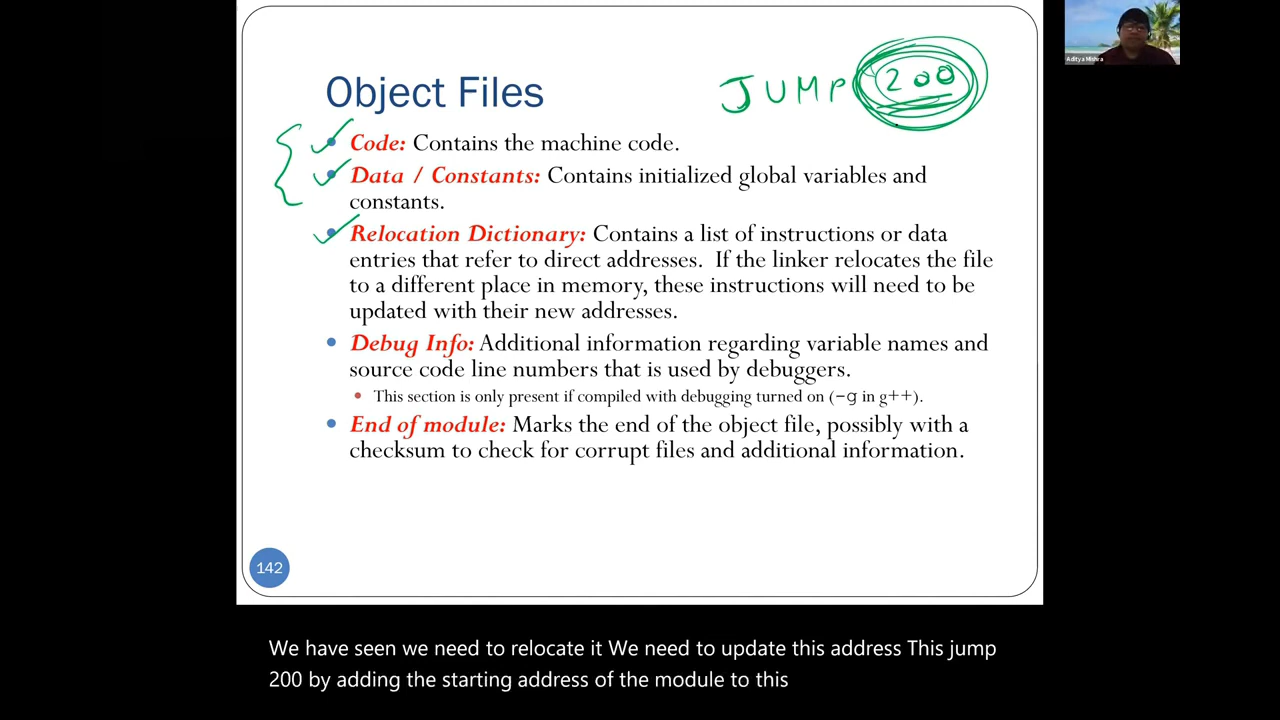 Object Files
JUMP 200
Code: Contains the machine code.
Data / Constants: Contains initialized global variables and
constants.
Relocation Dictionary: Contains a list of instructions or data
entries that refer to direct addresses. If the linker relocates the file
to a different place in memory, these instructions will need to be
updated with their new addresses.
Debug Info: Additional information regarding variable names and
source code line numbers that is used by debuggers.
This section is only present if compiled with debugging turned on (-g in g++).
End of module: Marks the end of the object file, possibly with a
checksum to check for corrupt files and additional information.
142
Aditya Mishra
We have seen we need to relocate it We need to update this address This jump
200 by adding the starting address of the module to this